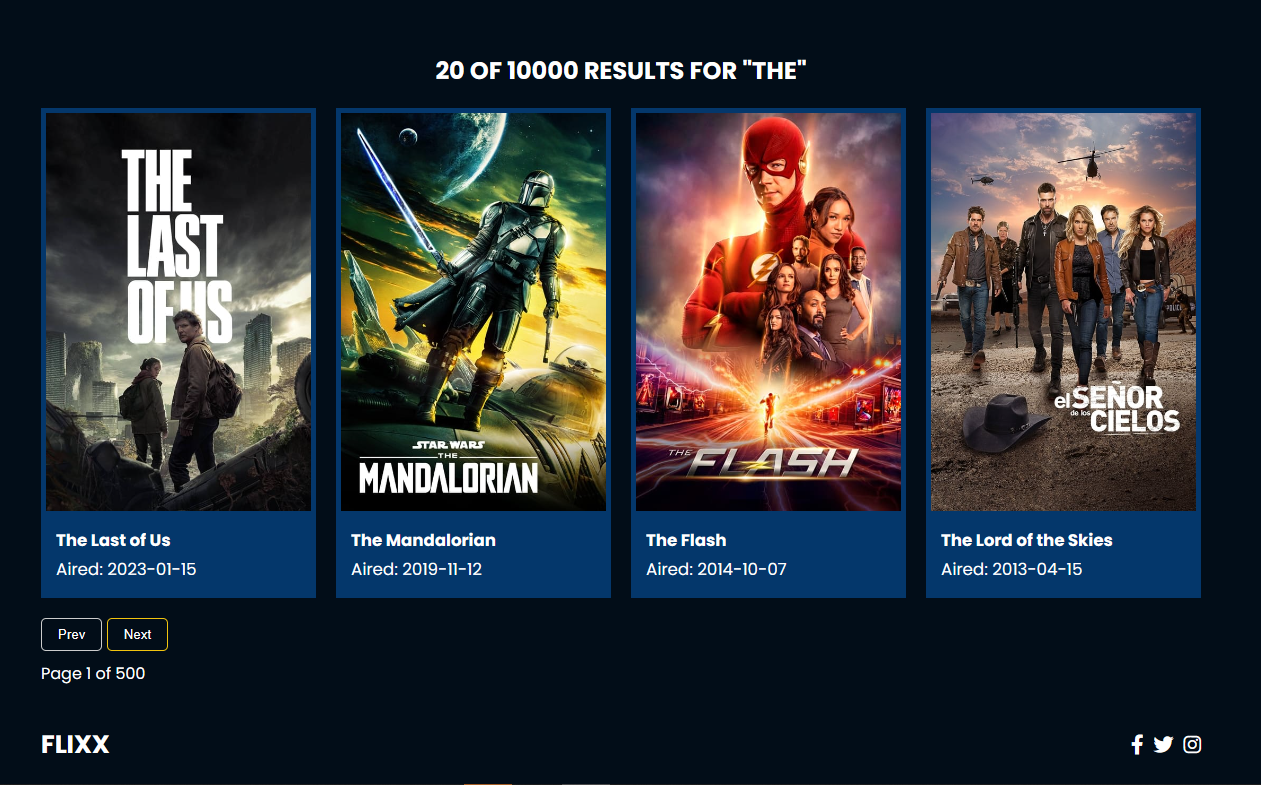 20 OF 10000 RESULTS FOR "THE"
THE
LAST
OF US
STAR WARS
THE
MANDALORIAN
THE FLASH
el SEÑOR
de los CIELOS
The Last of Us
Aired: 2023-01-15
The Mandalorian
Aired: 2019-11-12
The Flash
Aired: 2014-10-07
The Lord of the Skies
Aired: 2013-04-15
Prev Next
Page 1 of 500
FLIXX